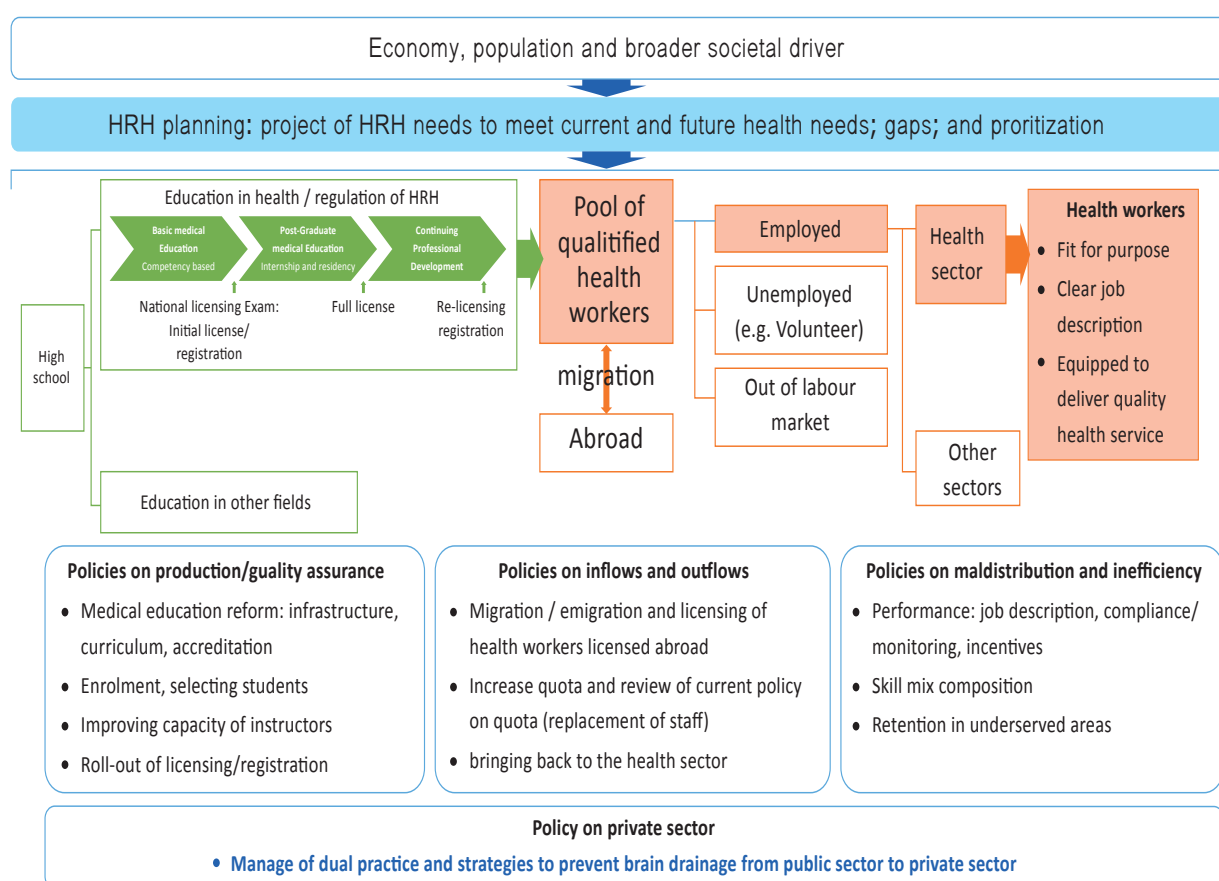 Economy, population and broader societal driver
HRH planning: project of HRH needs to meet current and future health needs; gaps; and proritization
Education in health / regulation of HRH
Basic medical
Education
Competency based
Post-Graduate
medical Education
Internship and residency
Continuing
Professional
Development
National licensing Exam:
Initial license/
registration
Full license
Re-licensing
registration
High
school
Education in other fields
Pool of
qualitified
health
workers
migration
Abroad
Employed
Unemployed
(e.g. Volunteer)
Out of labour
market
Health
sector
Other
sectors
Health workers
• Fit for purpose
• Clear job
description
• Equipped to
deliver quality
health service
Policies on production/guality assurance
• Medical education reform: infrastructure,
curriculum, accreditation
• Enrolment, selecting students
• Improving capacity of instructors
• Roll-out of licensing/registration
Policies on inflows and outflows
• Migration / emigration and licensing of
health workers licensed abroad
• Increase quota and review of current policy
on quota (replacement of staff)
• bringing back to the health sector
Policies on maldistribution and inefficiency
• Performance: job description, compliance/
monitoring, incentives
• Skill mix composition
• Retention in underserved areas
Policy on private sector
• Manage of dual practice and strategies to prevent brain drainage from public sector to private sector